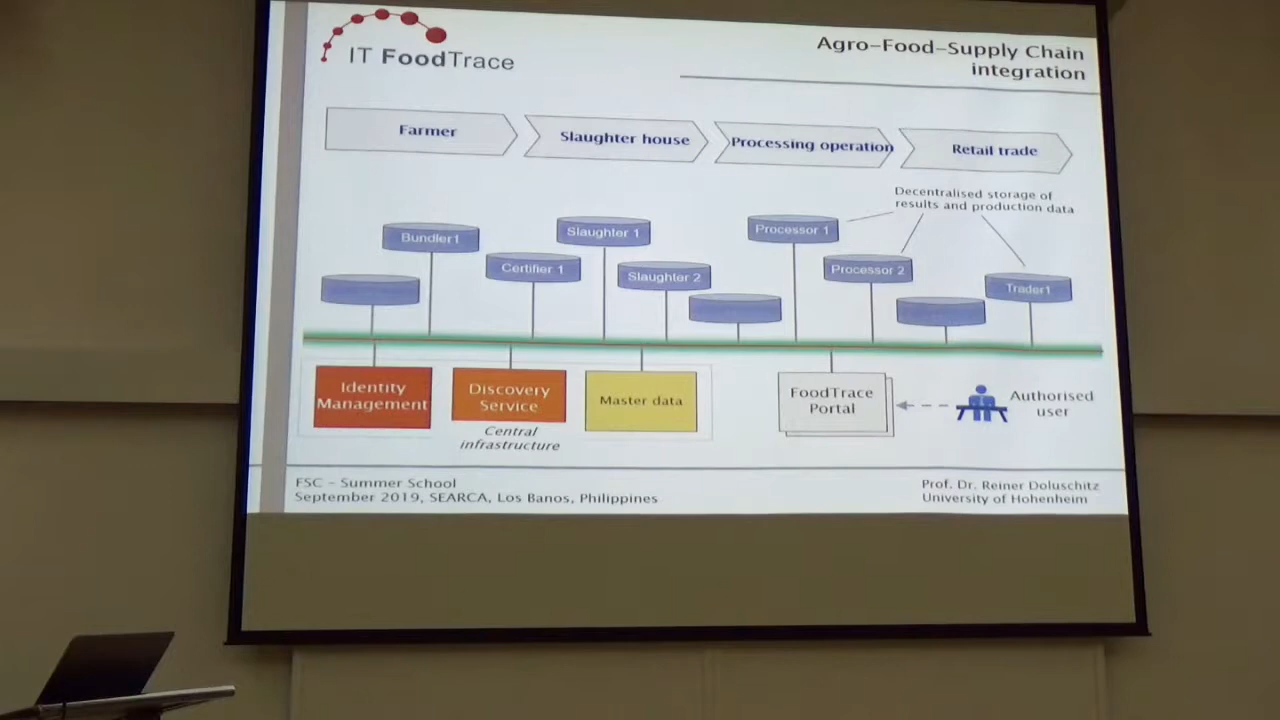 IT FoodTrace
Agro-Food-Supply Chain
integration
Farmer
Slaughter house
Processing operation
Retail trade
Decentralised storage of
results and production data
Bundler1
Slaughter 1
Processor 1
Certifier 1
Slaughter 2
Processor 2
Trader1
Identity
Management
Discovery
Service
Master data
Central
infrastructure
FoodTrace
Portal
Authorised
user
FSC - Summer School
September 2019, SEARCA, Los Banos, Philippines
Prof. Dr. Reiner Doluschitz
University of Hohenheim